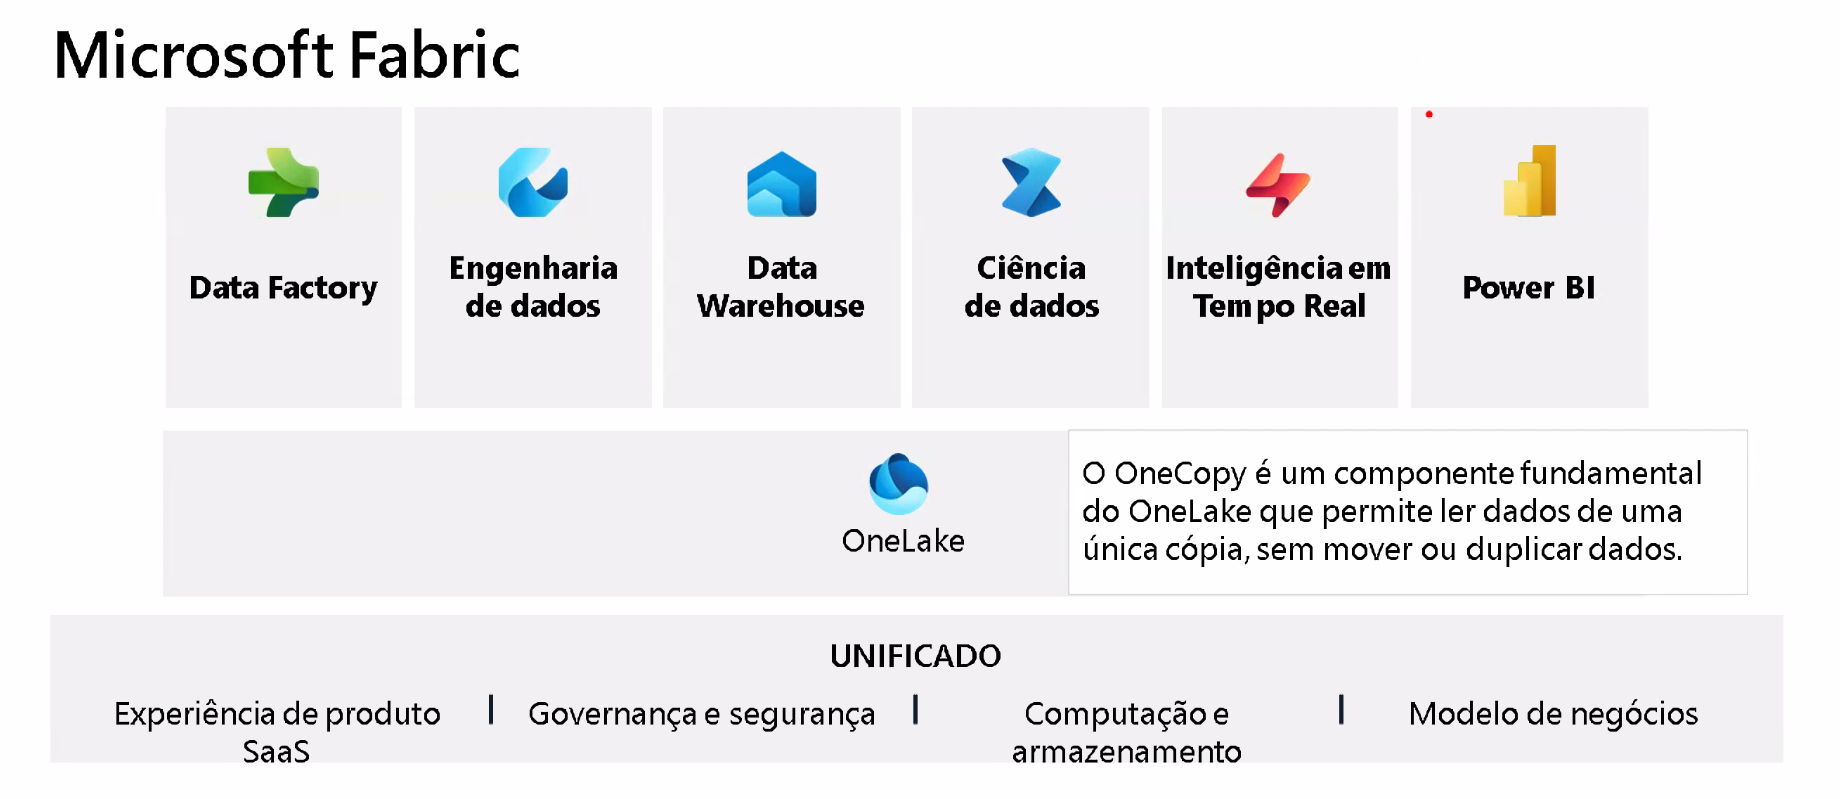 Microsoft Fabric
Data Factory
Engenharia
de dados
Data
Warehouse
Ciência
de dados
Inteligência em
Tempo Real
Power BI
OneLake
O OneCopy é um componente fundamental
do OneLake que permite ler dados de uma
única cópia, sem mover ou duplicar dados.
UNIFICADO
Experiência de produto
SaaS
Governança e segurança
Computação e
armazenamento
Modelo de negócios